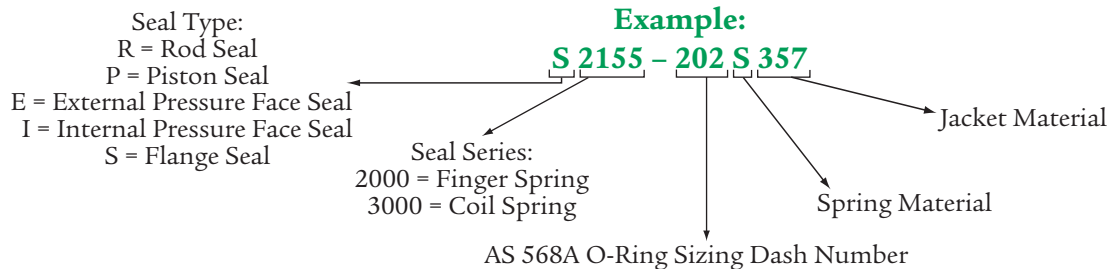 Example:
S 2155 – 202 S 357
Seal Type:
R = Rod Seal
P = Piston Seal
E = External Pressure Face Seal
I = Internal Pressure Face Seal
S = Flange Seal
Seal Series:
2000 = Finger Spring
3000 = Coil Spring
AS 568A O-Ring Sizing Dash Number
Spring Material
Jacket Material